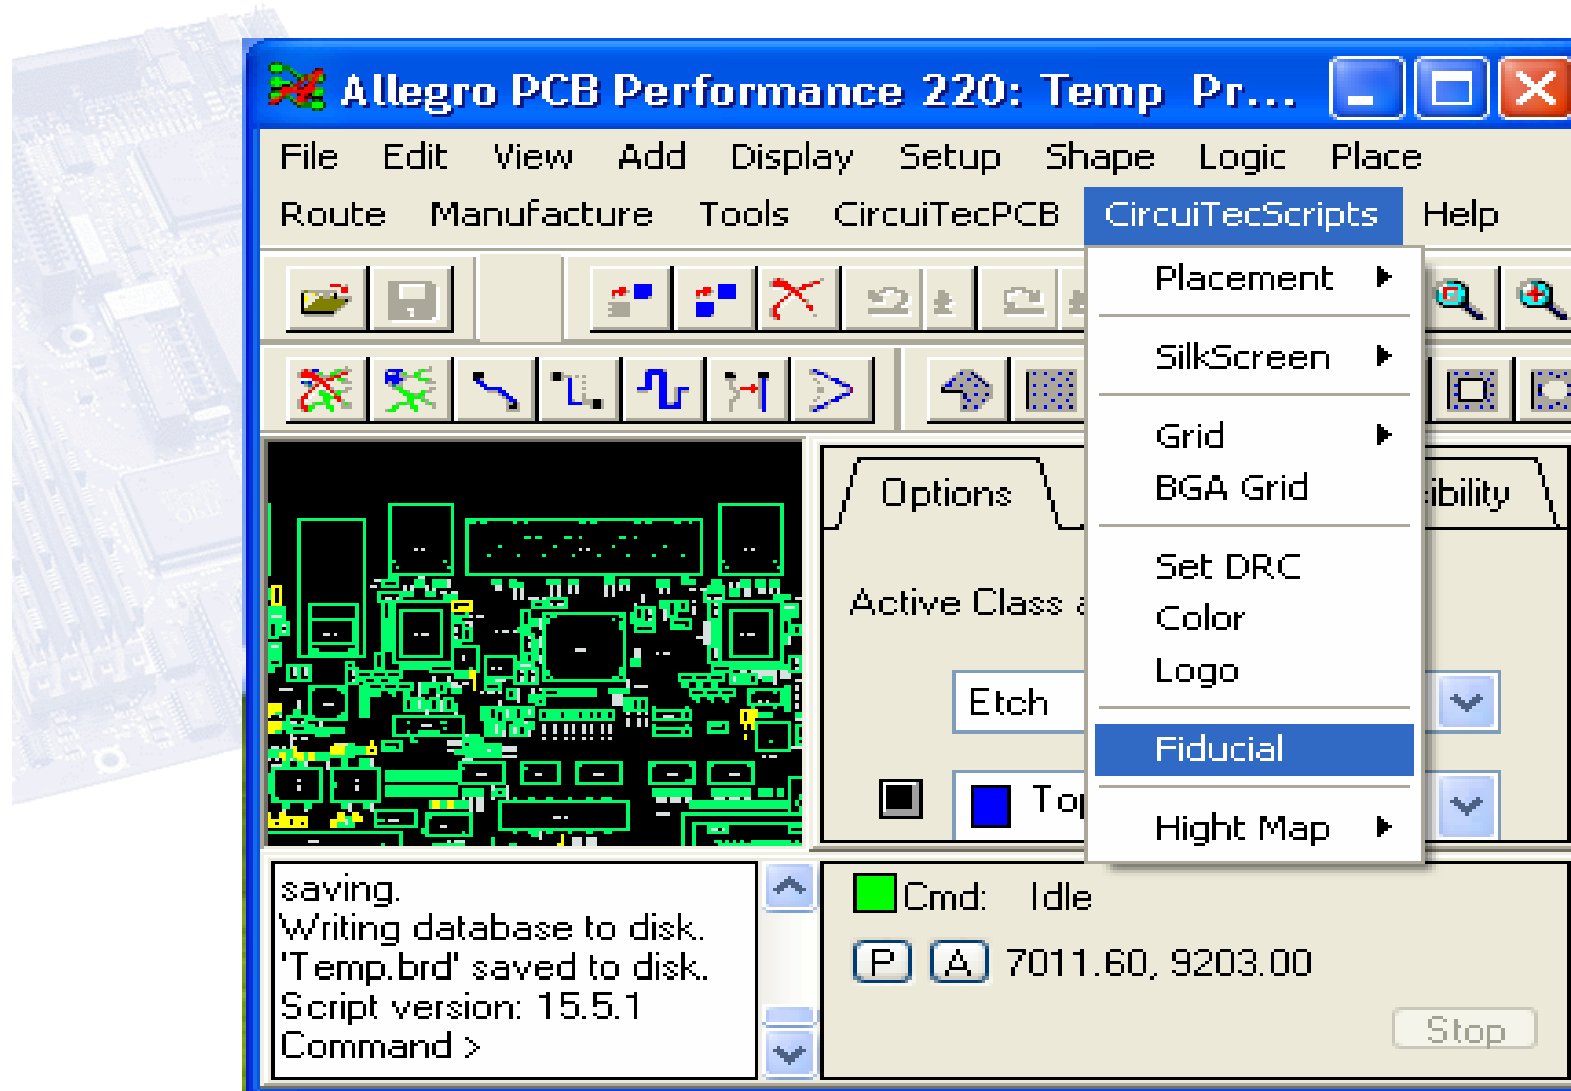 Allegro PCB Performance 220: Temp Pr...
File Edit View Add Display Setup Shape Logic Place
Route Manufacture Tools CircuiTecPCB CircuiTecScripts Help
Placement
SilkScreen
Grid
BGA Grid
Set DRC
Color
Logo
Fiducial
Hight Map
Options
ibility
Active Class a
Etch
Top
saving.
Writing database to disk.
'Temp.brd' saved to disk.
Script version: 15.5.1
Command >
Cmd: Idle
P A 7011.60, 9203.00
Stop